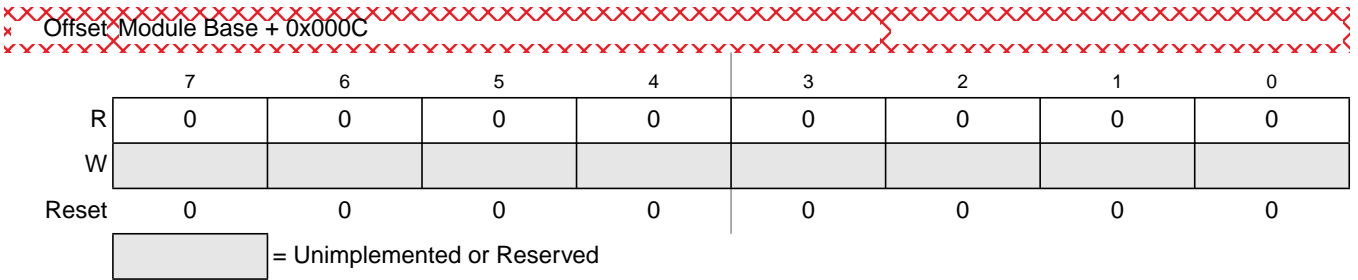 Offset Module Base + 0x000C
7 6 5 4 3 2 1 0
R 0 0 0 0 0 0 0 0
W
Reset 0 0 0 0 0 0 0 0
= Unimplemented or Reserved